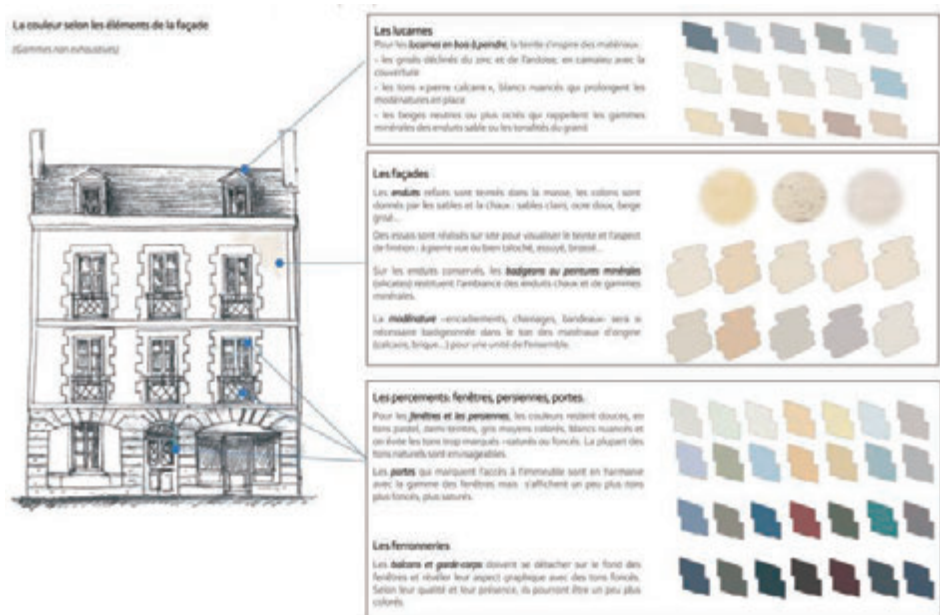 La couleur selon les éléments de la façade
(Gammes non exhaustives)
Les lucarnes
Pour les lucarnes en bois à peindre, la teinte s'inspire des matériaux :
- les grisés déclinés du zinc et de l'ardoise, en camaïeu avec la
couverture
- les tons « pierre calcaire », blancs nuancés qui prolongent les
modénatures en place
- les beiges neutres ou plus ocrés qui rappellent les gammes
minérales des enduits sable ou les tonalités du granit
Les façades
Les enduits refaits sont teintés dans la masse, les coloris sont
donnés par les sables et la chaux : sables clairs, ocre doux, beige
grisé...
Des essais sont réalisés sur site pour visualiser la teinte et l'aspect
de finition : à pierre vue ou bien taloché, essuyé, brossé...
Sur les enduits conservés, les badigeons ou peintures minérales
(silicates) restituent l'ambiance des enduits chaux et de gammes
minérales.
La modénature -encadrements, chaînages, bandeaux- sera si
nécessaire badigeonnée dans le ton des matériaux d'origine
(calcaire, brique...) pour une unité de l'ensemble.
Les percements: fenêtres, persiennes, portes.
Pour les fenêtres et les persiennes, les couleurs restent douces, en
tons pastel, demi-teintes, gris moyens colorés, blancs nuancés et
on évite les tons trop marqués -saturés ou foncés. La plupart des
tons naturels sont envisageables.
Les portes qui marquent l'accès à l'immeuble sont en harmonie
avec la gamme des fenêtres mais s'affichent un peu plus
plus foncés, plus saturés.
Les ferronneries
Les balcons et garde-corps doivent se détacher sur le fond des
fenêtres et révéler leur aspect graphique avec des tons foncés.
Selon leur qualité et leur présence, ils pourront être un peu plus
colorés.